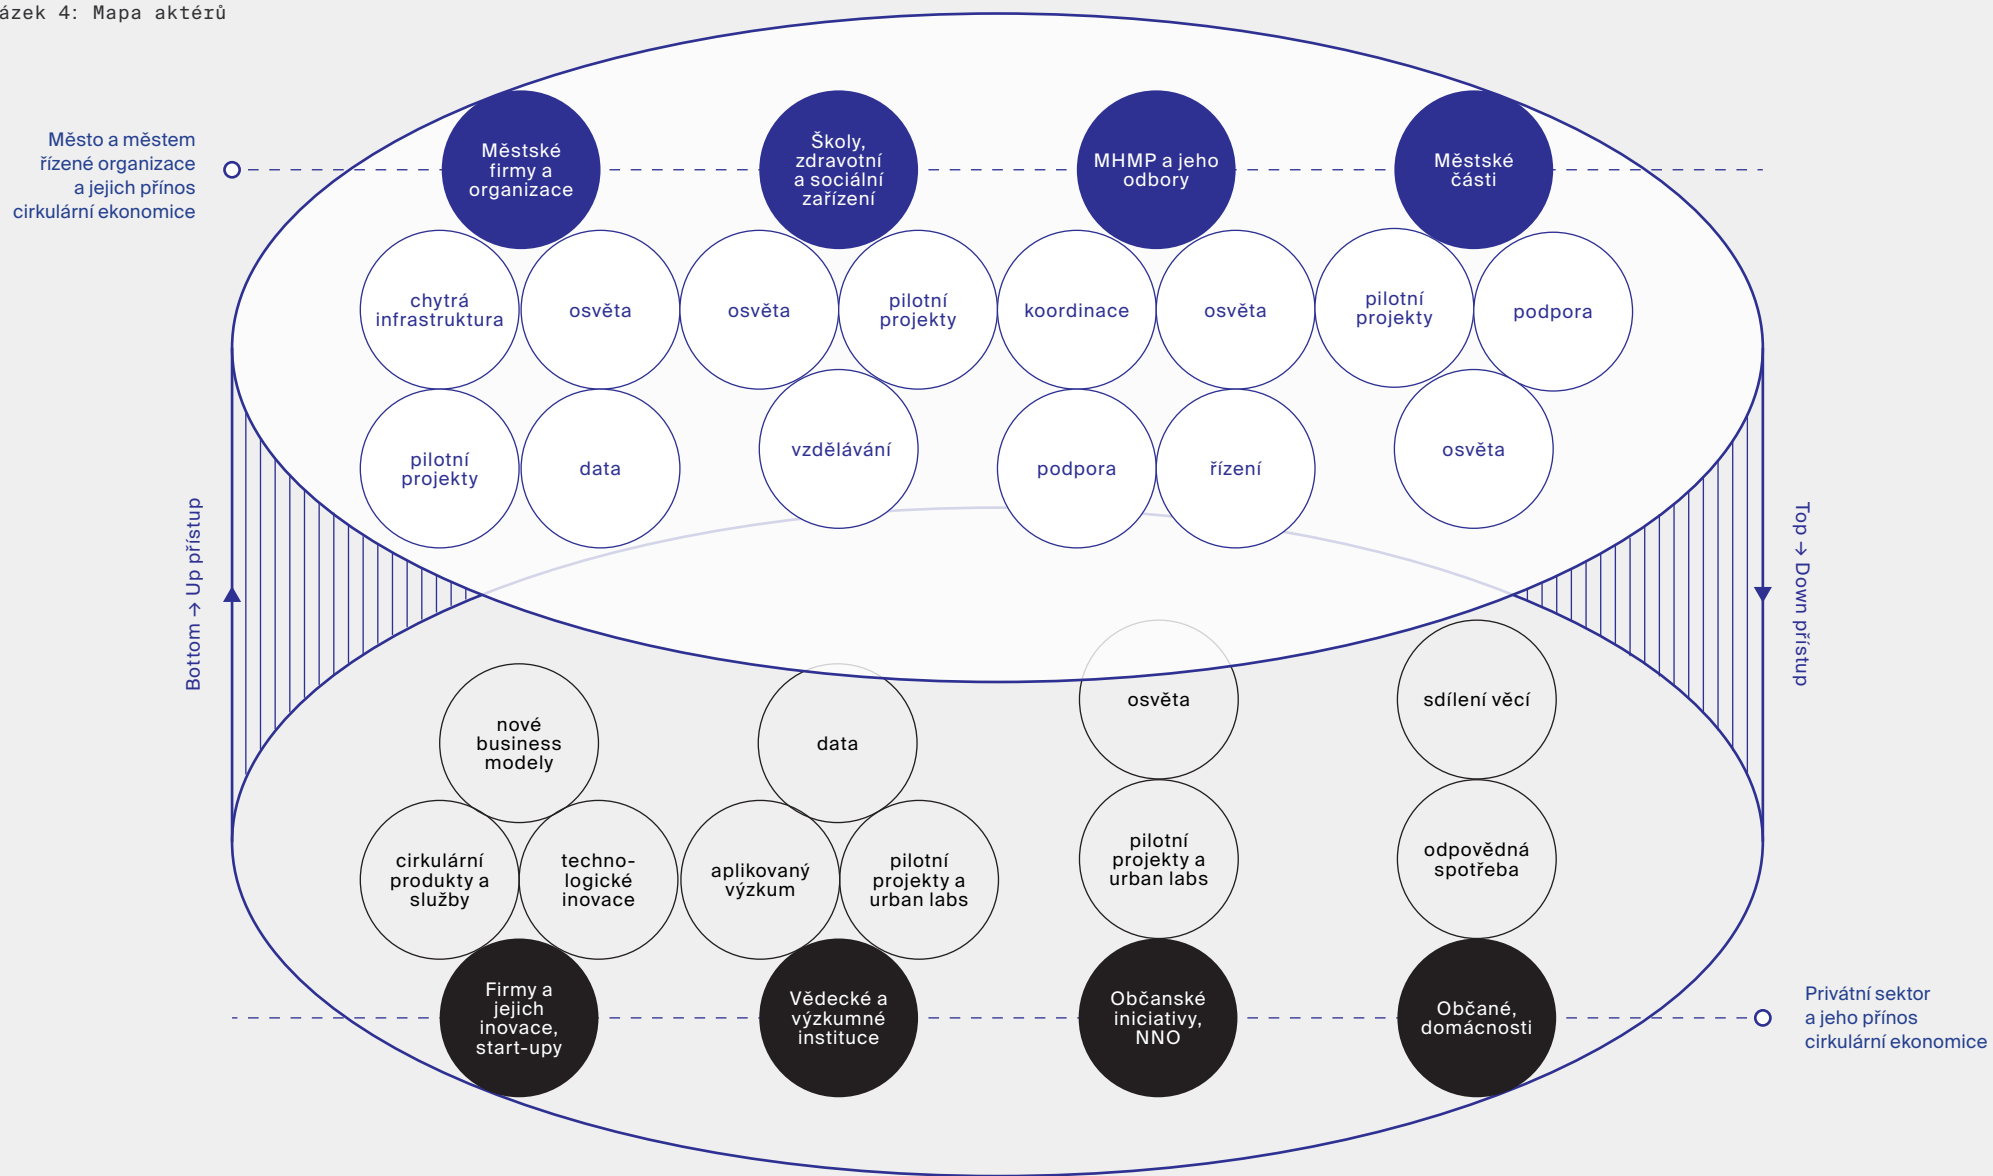 ázek 4: Mapa aktérů
Město a městem
řízené organizace
a jejich přínos
cirkulární ekonomice
Městské
firmy a
organizace
Školy,
zdravotní
a sociální
zařízení
MHMP a jeho
odbory
Městské
části
chytrá
infrastruktura
osvěta
osvěta
pilotní
projekty
koordinace
osvěta
pilotní
projekty
podpora
pilotní
projekty
data
vzdělávání
podpora
řízení
osvěta
Bottom → Up přístup
Top → Down přístup
nové
business
modely
data
osvěta
sdílení věcí
cirkulární
produkty a
služby
techno-
logické
inovace
aplikovaný
výzkum
pilotní
projekty a
urban labs
pilotní
projekty a
urban labs
odpovědná
spotřeba
Firmy a
jejich
inovace,
start-upy
Vědecké a
výzkumné
instituce
Občanské
iniciativy,
NNO
Občané,
domácnosti
Privátní sektor
a jeho přínos
cirkulární ekonomice